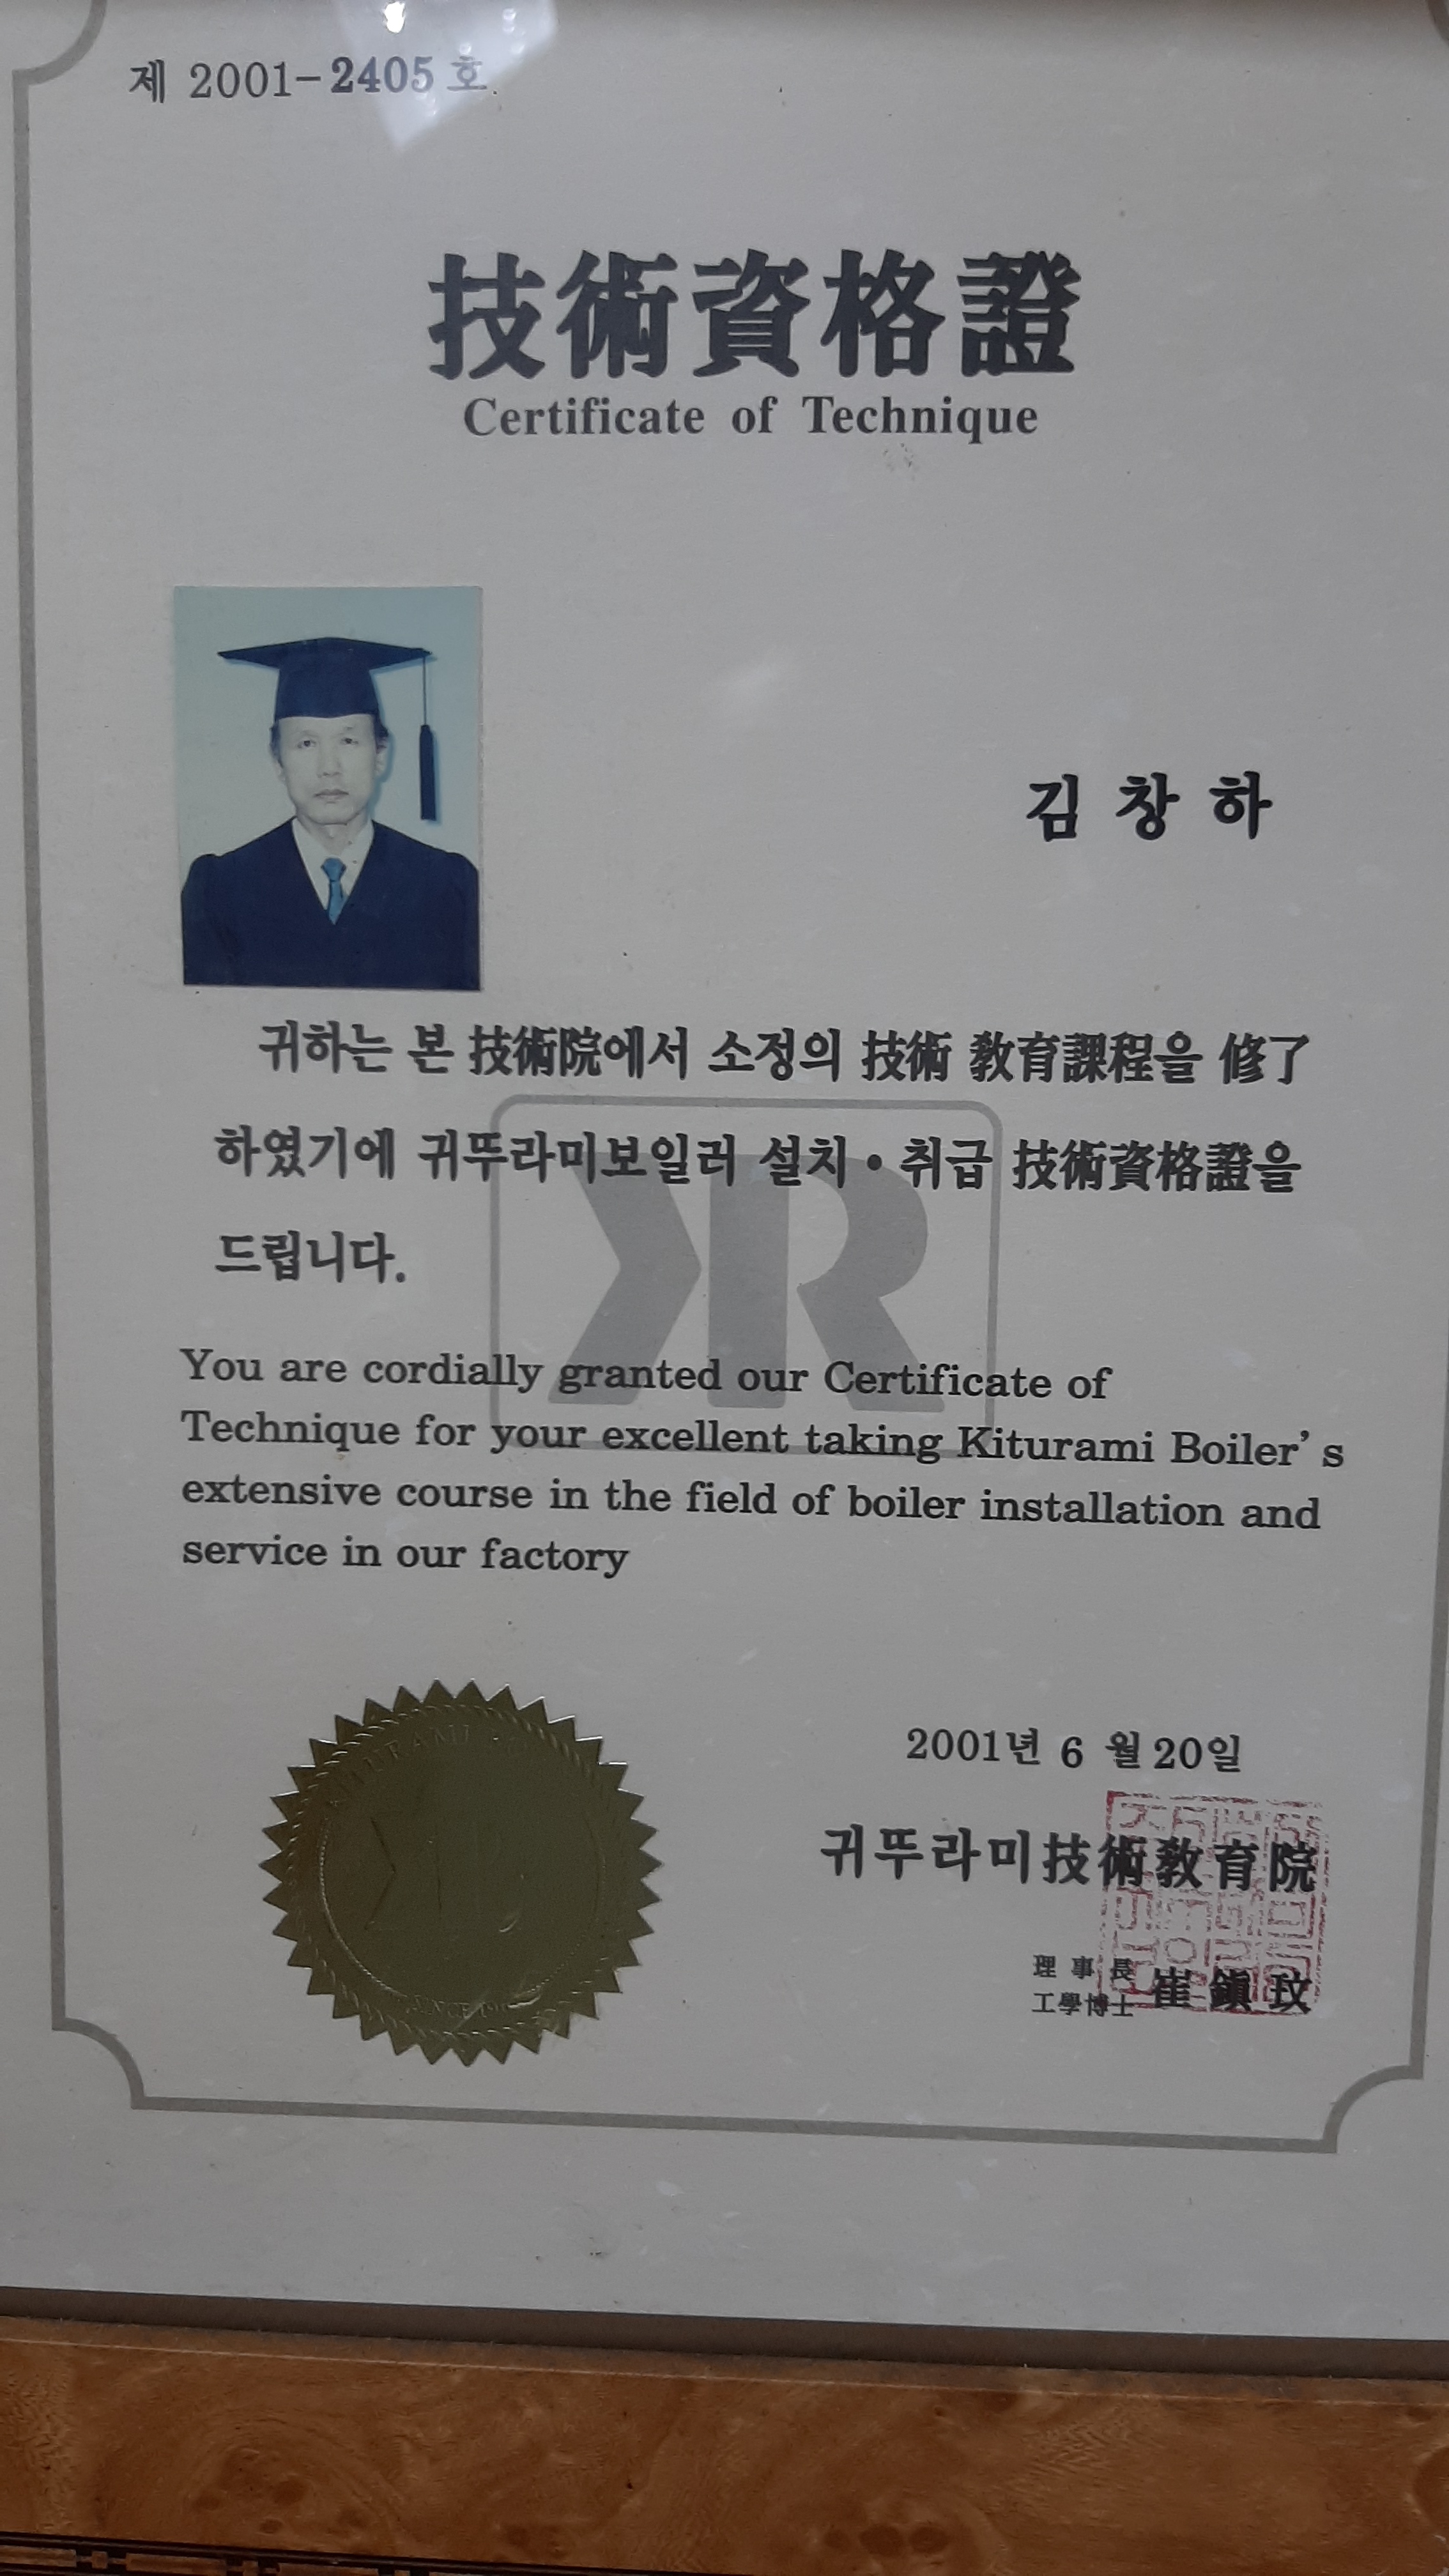 제 2001-2405 호
技術資格證
Certificate of Technique
김 창 하
귀하는 본 技術院에서 소정의 技術 敎育課程을 修了
하였기에 귀뚜라미보일러 설치・취급 技術資格證을
드립니다.
KR
You are cordially granted our Certificate of
Technique for your excellent taking Kiturami Boiler's
extensive course in the field of boiler installation and
service in our factory
2001년 6 월 20일
귀뚜라미技術敎育院
理 事 長
工學博士 崔 鎭 玟
KITURAMI
SINCE